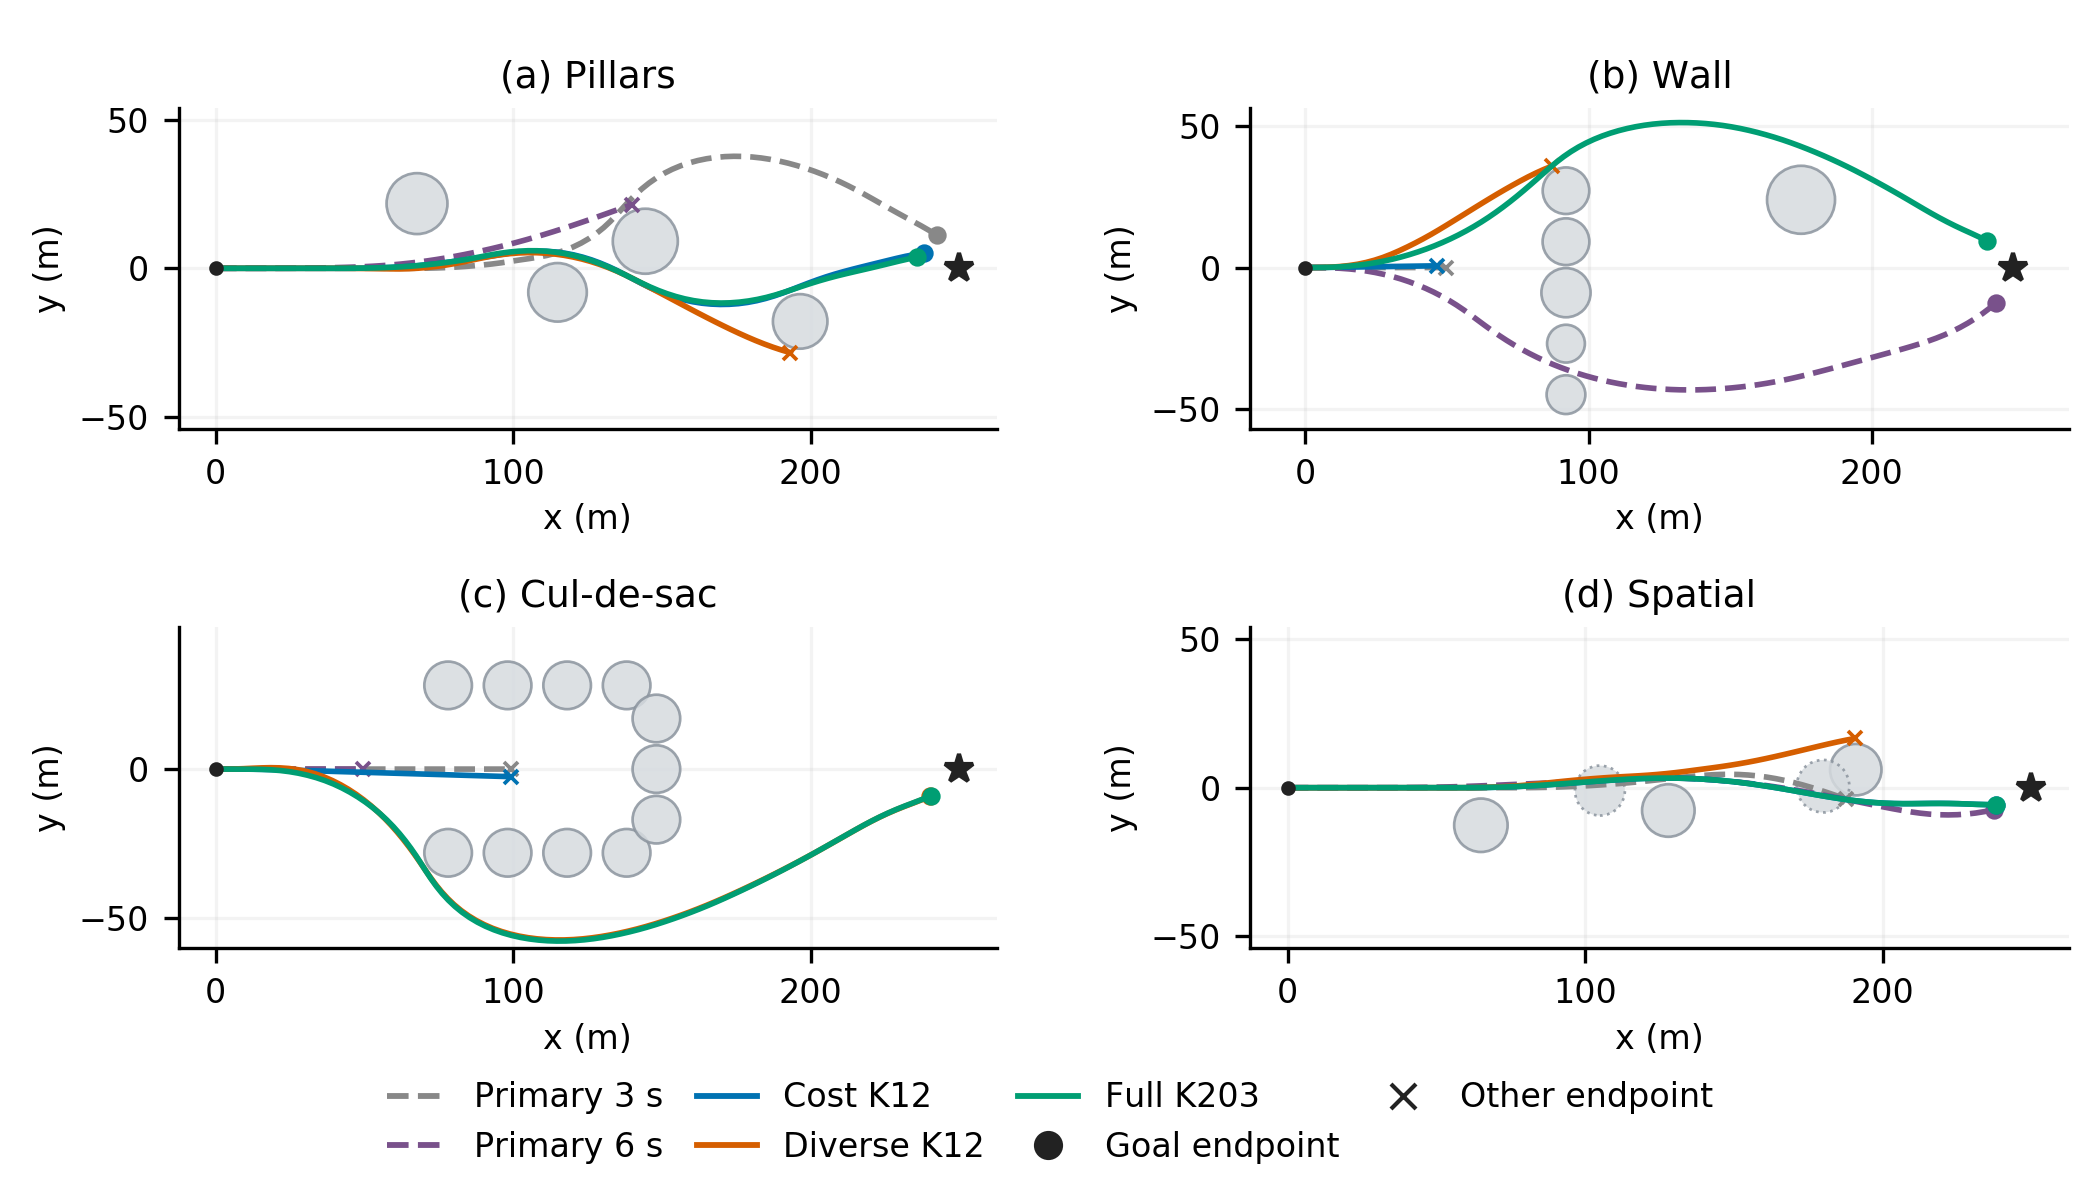 (a) Pillars
50
0
−50
y (m)
0
100
200
x (m)
(b) Wall
50
0
−50
y (m)
0
100
200
x (m)
(c) Cul-de-sac
0
−50
y (m)
0
100
200
x (m)
(d) Spatial
50
0
−50
y (m)
0
100
200
x (m)
Primary 3 s
Cost K12
Full K203
Other endpoint
Primary 6 s
Diverse K12
Goal endpoint